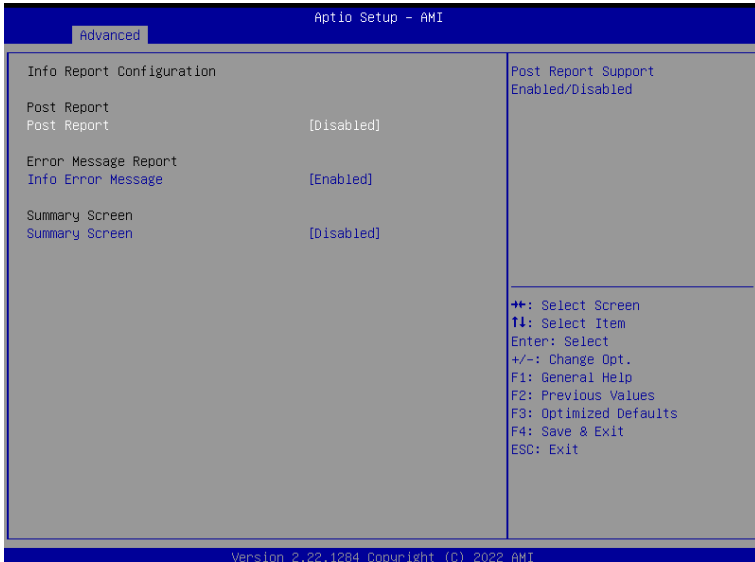 Aptio Setup – AMI
Advanced
Info Report Configuration
Post Report
Post Report [Disabled]
Error Message Report
Info Error Message [Enabled]
Summary Screen
Summary Screen [Disabled]
Post Report Support
Enabled/Disabled
→←: Select Screen
↑↓: Select Item
Enter: Select
+/-: Change Opt.
F1: General Help
F2: Previous Values
F3: Optimized Defaults
F4: Save & Exit
ESC: Exit
Version 2.22.1284 Copyright (C) 2022 AMI